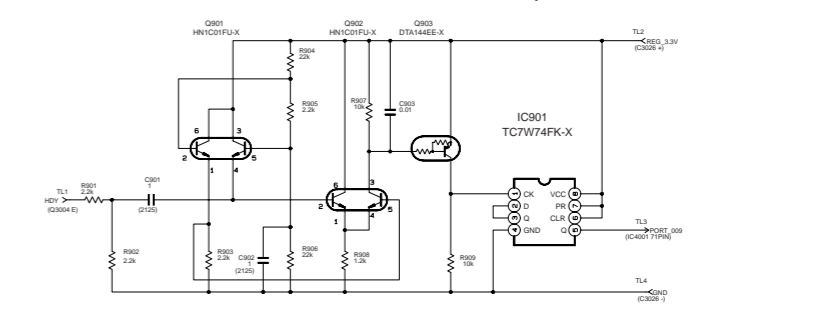 Q901
HN1C01FU-X
Q902
HN1C01FU-X
Q903
DTA144EE-X
TL2
REG_3.3V
(C3026 +)
R904
22k
R905
2.2k
R907
10k
C903
0.01
IC901
TC7W74FK-X
6
3
2
5
1
4
TL1
HDY
(Q3004 E)
R901
2.2k
C901
1
(2125)
6
3
2
5
1
4
1 CK
2 D
3 Q
4 GND
VCC 8
PR 7
CLR 6
Q 5
TL3
PORT_009
(IC4001 71PIN)
R902
2.2k
R903
2.2k
C902
1
(2125)
R906
22k
R908
1.2k
R909
10k
TL4
GND
(C3026 -)